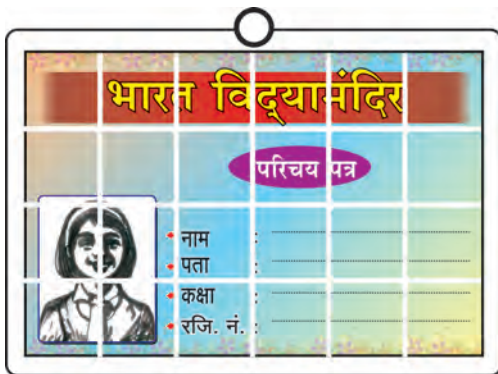 भारत विद्यामंदिर
परिचय पत्र
• नाम :
• पता :
• कक्षा :
• रजि. नं. :